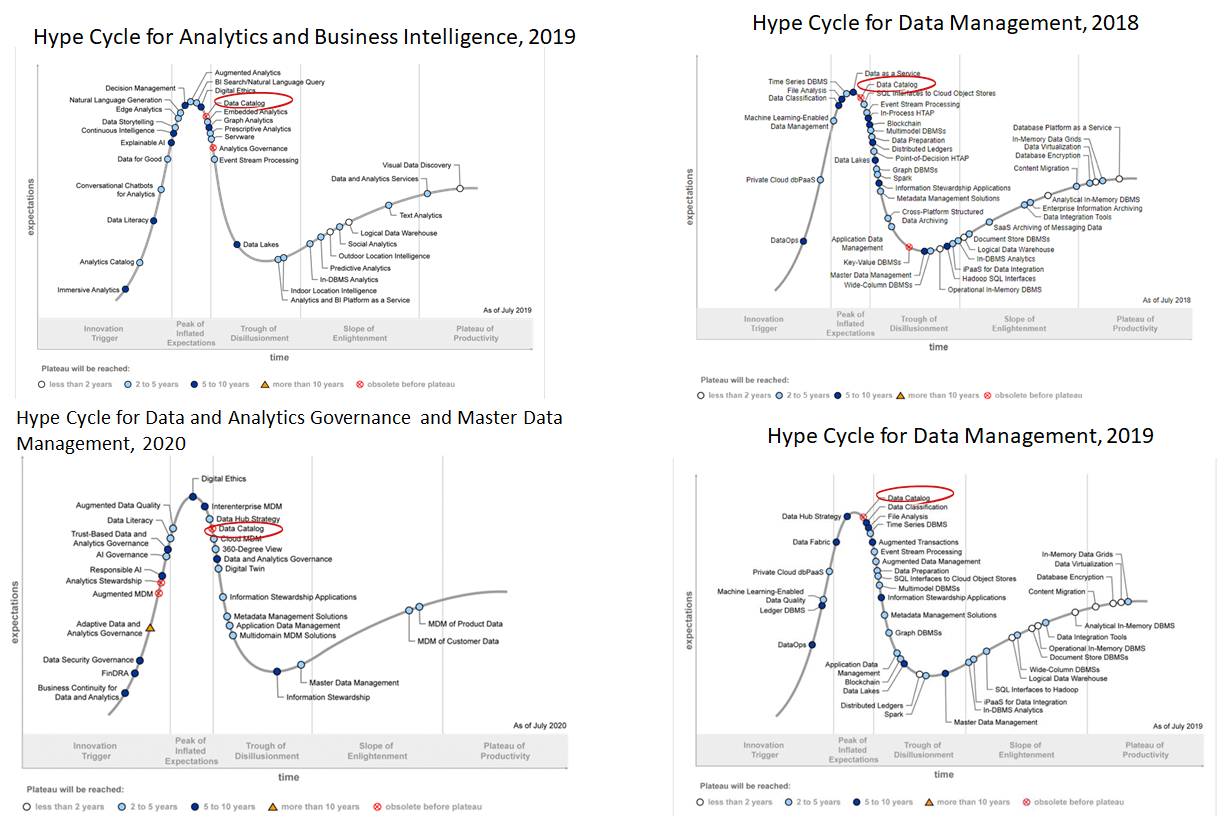 Hype Cycle for Analytics and Business Intelligence, 2019
expectations
Augmented Analytics
BI Search/Natural Language Query
Decision Management
Digital Ethics
Natural Language Generation
Data Catalog
Edge Analytics
Embedded Analytics
Data Storytelling
Graph Analytics
Continuous Intelligence
Prescriptive Analytics
Explainable AI
Serware
Analytics Governance
Data for Good
Event Stream Processing
Visual Data Discovery
Data and Analytics Services
Conversational Chatbots
for Analytics
Text Analytics
Data Literacy
Logical Data Warehouse
Data Lakes
Social Analytics
Outdoor Location Intelligence
Analytics Catalog
Predictive Analytics
In-DBMS Analytics
Immersive Analytics
Indoor Location Intelligence
Analytics and BI Platform as a Service
As of July 2019
Innovation
Trigger
Peak of
Inflated
Expectations
Trough of
Disillusionment
Slope of
Enlightenment
Plateau of
Productivity
time
Plateau will be reached:
less than 2 years
2 to 5 years
5 to 10 years
more than 10 years
obsolete before plateau
Hype Cycle for Data Management, 2018
expectations
Data as a Service
Time Series DBMS
Data Catalog
File Analysis
SQL Interfaces to Cloud Object Stores
Data Classification
Event Stream Processing
In-Process HTAP
Machine Learning-Enabled
Data Management
Blockchain
Multimodel DBMSs
Data Preparation
Distributed Ledgers
Data Lakes
Point-of-Decision HTAP
Graph DBMSs
Spark
Private Cloud dbPaaS
Information Stewardship Applications
Metadata Management Solutions
Cross-Platform Structured
Data Archiving
Database Platform as a Service
In-Memory Data Grids
Data Virtualization
Database Encryption
Content Migration
Analytical In-Memory DBMS
Enterprise Information Archiving
Data Integration Tools
SaaS Archiving of Messaging Data
DataOps
Application Data
Management
Document Store DBMSs
Logical Data Warehouse
Key-Value DBMSs
In-DBMS Analytics
iPaaS for Data Integration
Master Data Management
Hadoop SQL Interfaces
Wide-Column DBMSs
Operational In-Memory DBMS
As of July 2018
Innovation
Trigger
Peak of
Inflated
Expectations
Trough of
Disillusionment
Slope of
Enlightenment
Plateau of
Productivity
time
Plateau will be reached:
less than 2 years
2 to 5 years
5 to 10 years
more than 10 years
obsolete before plateau
Hype Cycle for Data and Analytics Governance and Master Data
Management, 2020
expectations
Digital Ethics
Augmented Data Quality
Interenterprise MDM
Data Literacy
Data Hub Strategy
Data Catalog
Trust-Based Data and
Analytics Governance
Cloud MDM
AI Governance
360-Degree View
Data and Analytics Governance
Responsible AI
Digital Twin
Analytics Stewardship
Augmented MDM
Information Stewardship Applications
Adaptive Data and
Analytics Governance
Metadata Management Solutions
Application Data Management
Multidomain MDM Solutions
MDM of Product Data
MDM of Customer Data
Data Security Governance
FinDRA
Business Continuity for
Data and Analytics
Master Data Management
Information Stewardship
As of July 2020
Innovation
Trigger
Peak of
Inflated
Expectations
Trough of
Disillusionment
Slope of
Enlightenment
Plateau of
Productivity
time
Plateau will be reached:
less than 2 years
2 to 5 years
5 to 10 years
more than 10 years
obsolete before plateau
Hype Cycle for Data Management, 2019
expectations
Data Catalog
Data Classification
Data Hub Strategy
File Analysis
Time Series DBMS
Data Fabric
Augmented Transactions
Event Stream Processing
Augmented Data Management
Private Cloud dbPaaS
Data Preparation
SQL Interfaces to Cloud Object Stores
Multimodel DBMSs
Machine Learning-Enabled
Data Quality
Information Stewardship Applications
Ledger DBMS
Metadata Management Solutions
Graph DBMSs
DataOps
In-Memory Data Grids
Data Virtualization
Database Encryption
Content Migration
Analytical In-Memory DBMS
Data Integration Tools
Operational In-Memory DBMS
Document Store DBMSs
Wide-Column DBMSs
Logical Data Warehouse
Application Data
Management
Blockchain
Data Lakes
SQL Interfaces to Hadoop
iPaaS for Data Integration
In-DBMS Analytics
Distributed Ledgers
Spark
Master Data Management
As of July 2019
Innovation
Trigger
Peak of
Inflated
Expectations
Trough of
Disillusionment
Slope of
Enlightenment
Plateau of
Productivity
time
Plateau will be reached:
less than 2 years
2 to 5 years
5 to 10 years
more than 10 years
obsolete before plateau